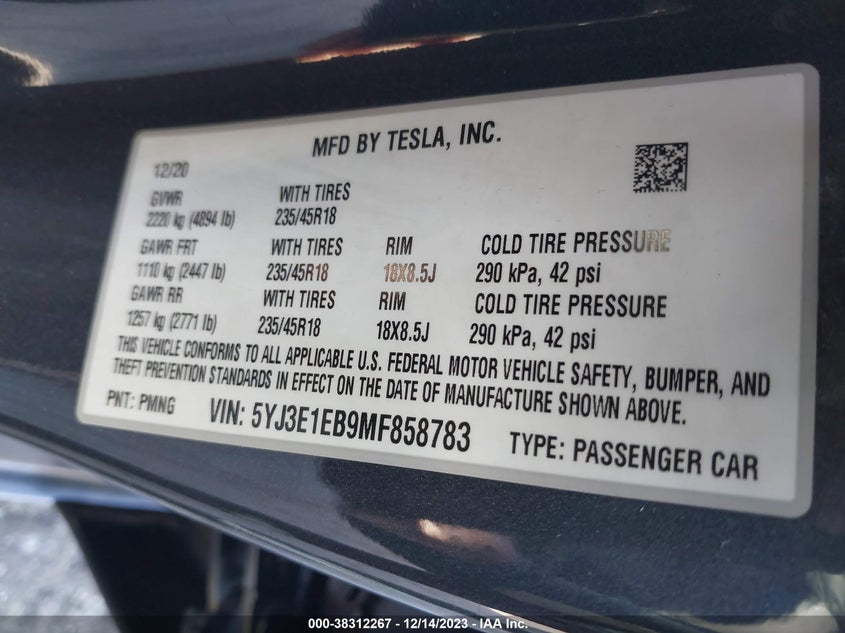 MFD BY TESLA, INC.
12/20
GVWR WITH TIRES
2220 kg (4894 lb) 235/45R18
GAWR FRT WITH TIRES RIM COLD TIRE PRESSURE
1110 kg (2447 lb) 235/45R18 18X8.5J 290 kPa, 42 psi
GAWR RR WITH TIRES RIM COLD TIRE PRESSURE
1257 kg (2771 lb) 235/45R18 18X8.5J 290 kPa, 42 psi
THIS VEHICLE CONFORMS TO ALL APPLICABLE U.S. FEDERAL MOTOR VEHICLE SAFETY, BUMPER, AND
THEFT PREVENTION STANDARDS IN EFFECT ON THE DATE OF MANUFACTURE SHOWN ABOVE.
PNT: PMNG VIN: 5YJ3E1EB9MF858783 TYPE: PASSENGER CAR
000-38312267 - 12/14/2023 - IAA Inc.